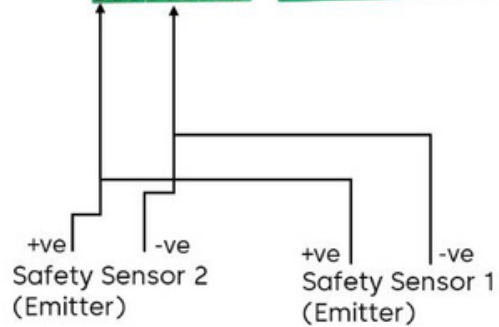 +ve -ve
Safety Sensor 2
(Emitter)
+ve -ve
Safety Sensor 1
(Emitter)